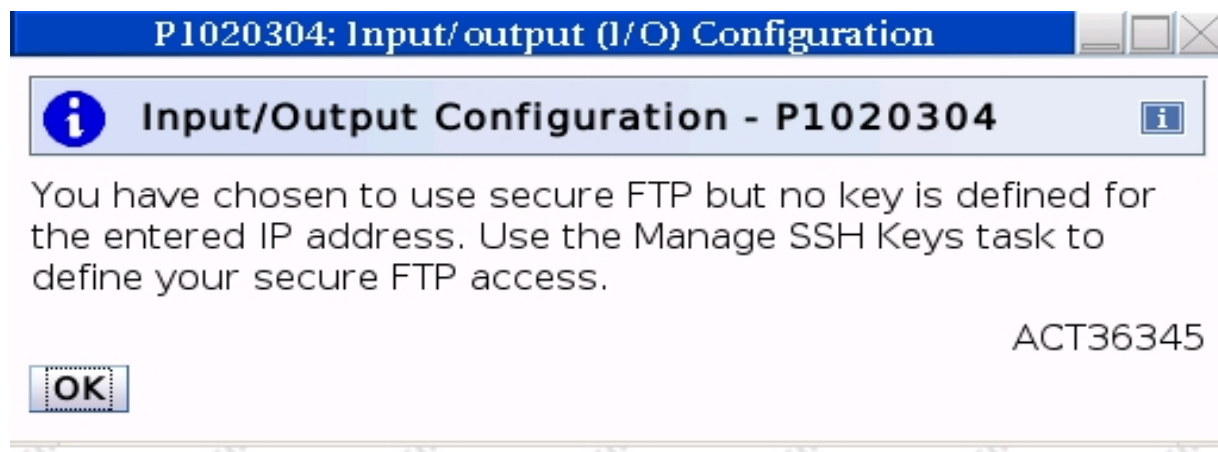 P1020304: Input/output (I/O) Configuration
Input/Output Configuration - P1020304
You have chosen to use secure FTP but no key is defined for
the entered IP address. Use the Manage SSH Keys task to
define your secure FTP access.
ACT36345
OK